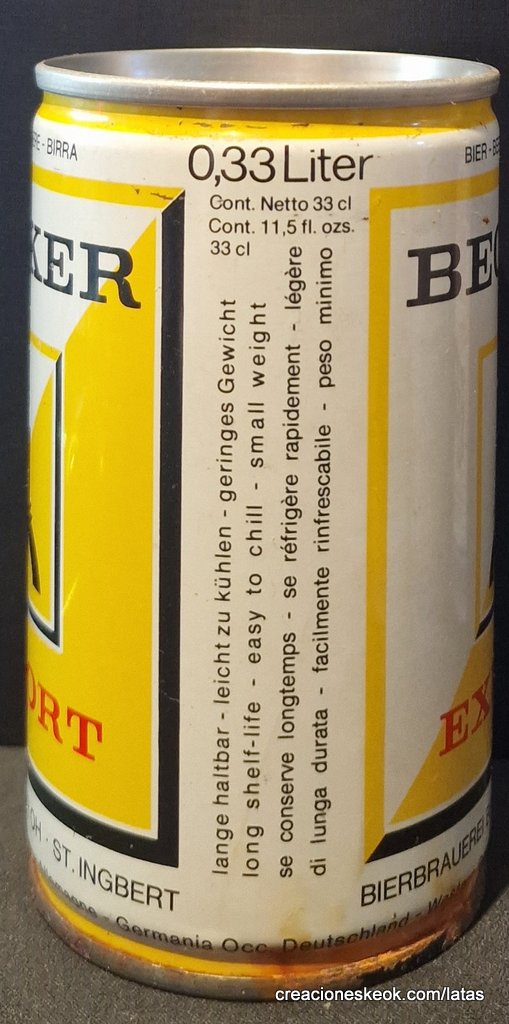 BIRRA
0,33 Liter
BIER
Cont. Netto 33 cl
Cont. 11,5 fl. ozs.
33 cl
KER
BEC
lange haltbar - leicht zu kühlen - geringes Gewicht
long shelf-life - easy to chill - small weight
se conserve longtemps - se réfrigère rapidement - légère
di lunga durata - facilmente rinfrescabile - peso minimo
ORT
EX
ST. INGBERT
BIERBRAUEREI
Germania Occ. Deutschland
creacioneskeok.com/latas